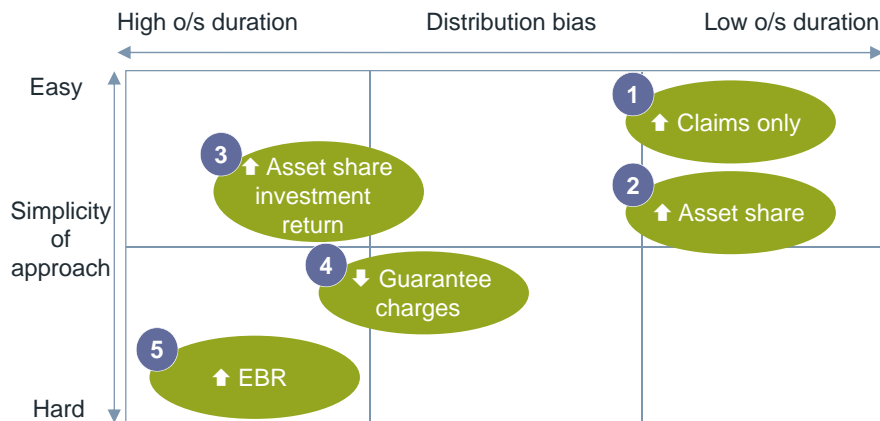 High o/s duration
Distribution bias
Low o/s duration
Easy
Simplicity
of
approach
Hard
1
Claims only
2
Asset share
3
Asset share
investment
return
4
Guarantee
charges
5
EBR